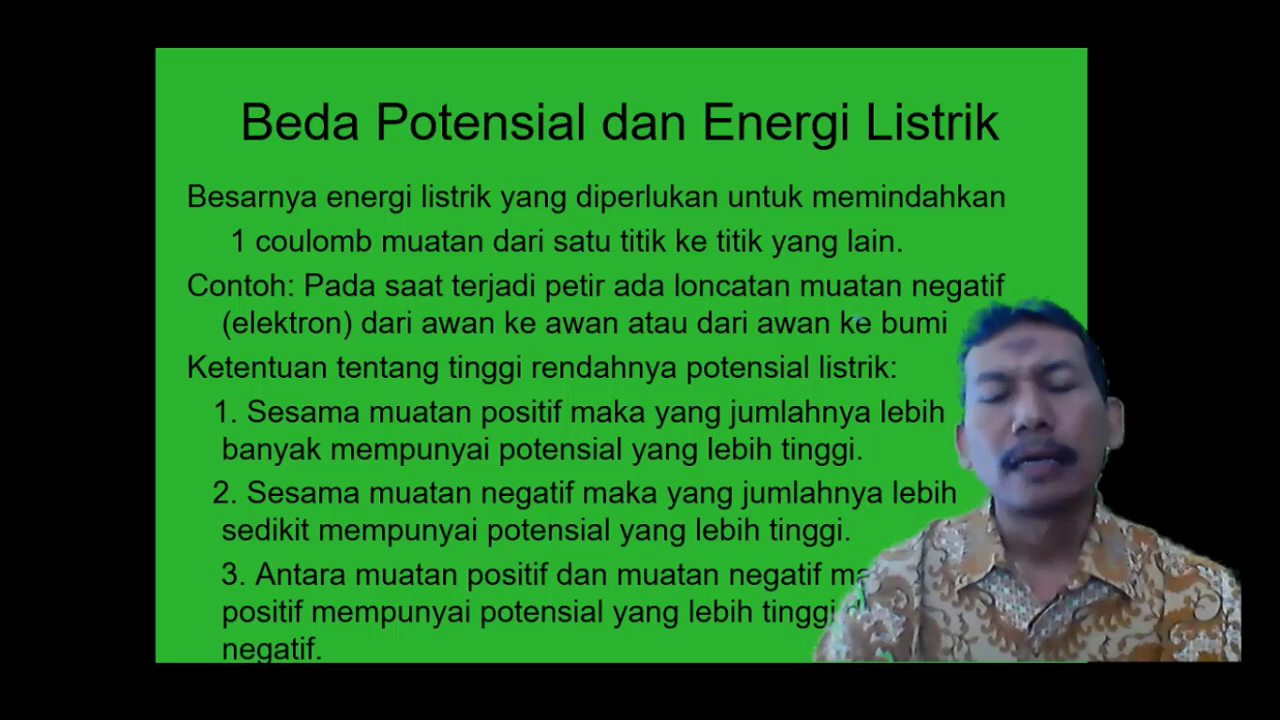 Beda Potensial dan Energi Listrik
Besarnya energi listrik yang diperlukan untuk memindahkan
1 coulomb muatan dari satu titik ke titik yang lain.
Contoh: Pada saat terjadi petir ada loncatan muatan negatif
(elektron) dari awan ke awan atau dari awan ke bumi
Ketentuan tentang tinggi rendahnya potensial listrik:
1. Sesama muatan positif maka yang jumlahnya lebih
banyak mempunyai potensial yang lebih tinggi.
2. Sesama muatan negatif maka yang jumlahnya lebih
sedikit mempunyai potensial yang lebih tinggi.
3. Antara muatan positif dan muatan negatif
positif mempunyai potensial yang lebih tinggi
negatif.